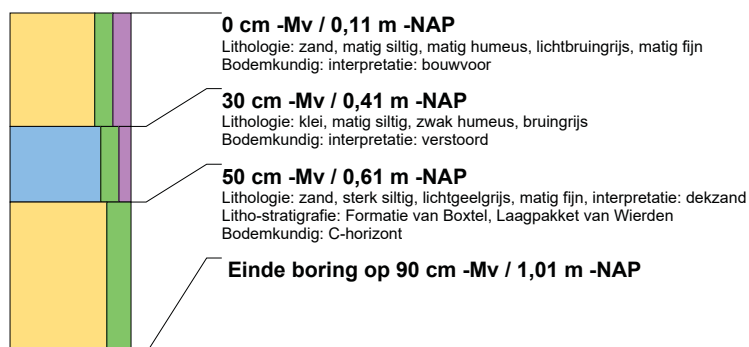 0 cm -Mv / 0,11 m -NAP
Lithologie: zand, matig siltig, matig humeus, lichtbruingrijs, matig fijn
Bodemkundig: interpretatie: bouwvoor
30 cm -Mv / 0,41 m -NAP
Lithologie: klei, matig siltig, zwak humeus, bruingrijs
Bodemkundig: interpretatie: verstoord
50 cm -Mv / 0,61 m -NAP
Lithologie: zand, sterk siltig, lichtgeelgrijs, matig fijn, interpretatie: dekzand
Litho-stratigrafie: Formatie van Boxtel, Laagpakket van Wierden
Bodemkundig: C-horizont
Einde boring op 90 cm -Mv / 1,01 m -NAP